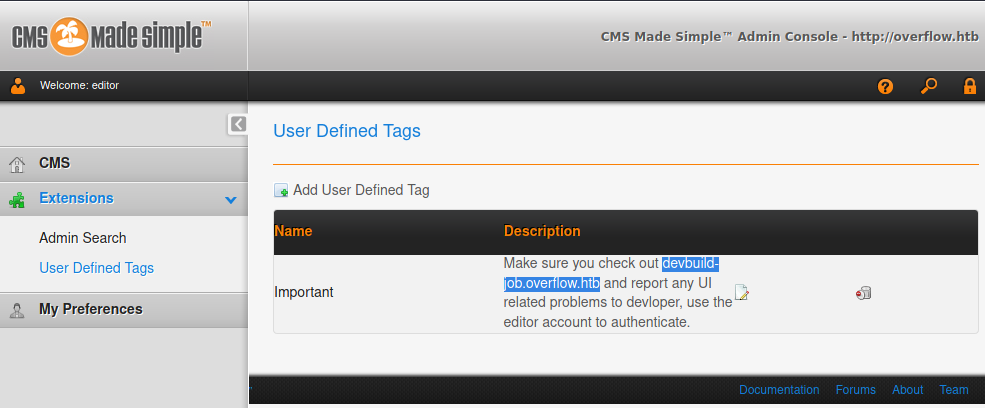 CMS made simple™
CMS Made Simple™ Admin Console - http://overflow.htb
Welcome: editor
User Defined Tags
CMS
Extensions
Admin Search
User Defined Tags
My Preferences
Add User Defined Tag
Name Description
Important
Make sure you check out devbuild-
job.overflow.htb and report any UI
related problems to devloper, use the
editor account to authenticate.
Documentation Forums About Team